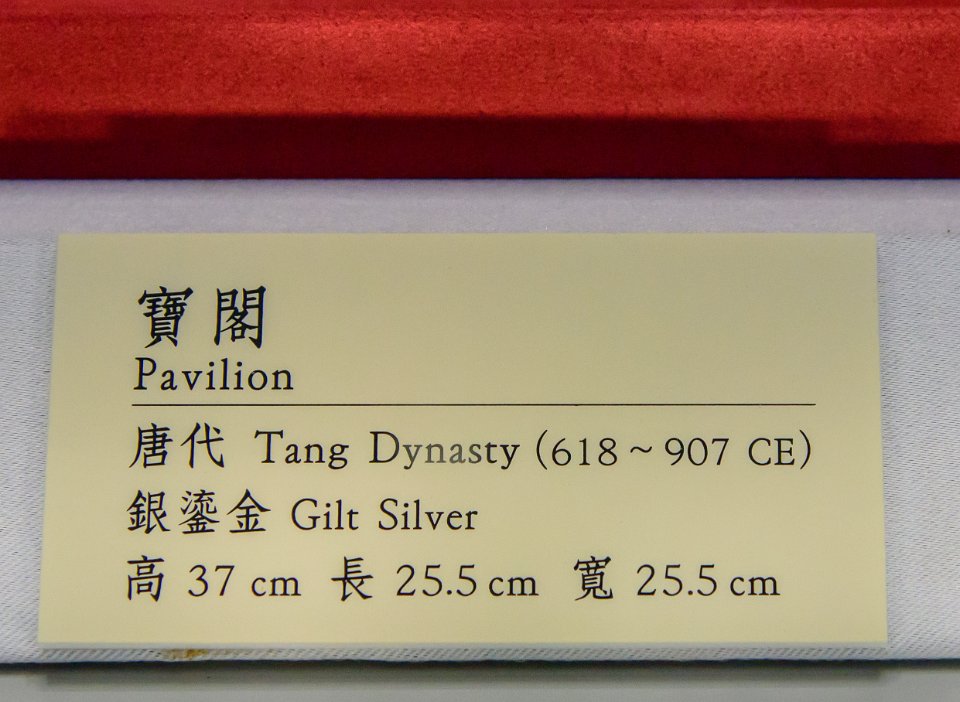 寶閣
Pavilion
唐代 Tang Dynasty (618 ~ 907 CE)
銀鎏金 Gilt Silver
高 37 cm 長 25.5 cm 寬 25.5 cm